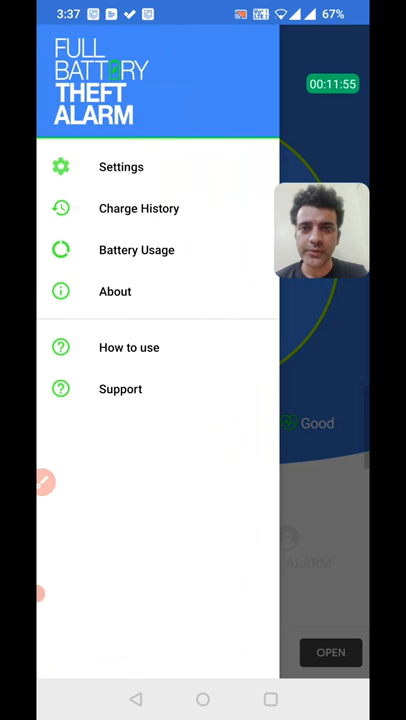 3:37
67%
FULL
BATTERY
THEFT
ALARM
00:11:55
Settings
Charge History
Battery Usage
About
How to use
Support
Good
ALARM
OPEN